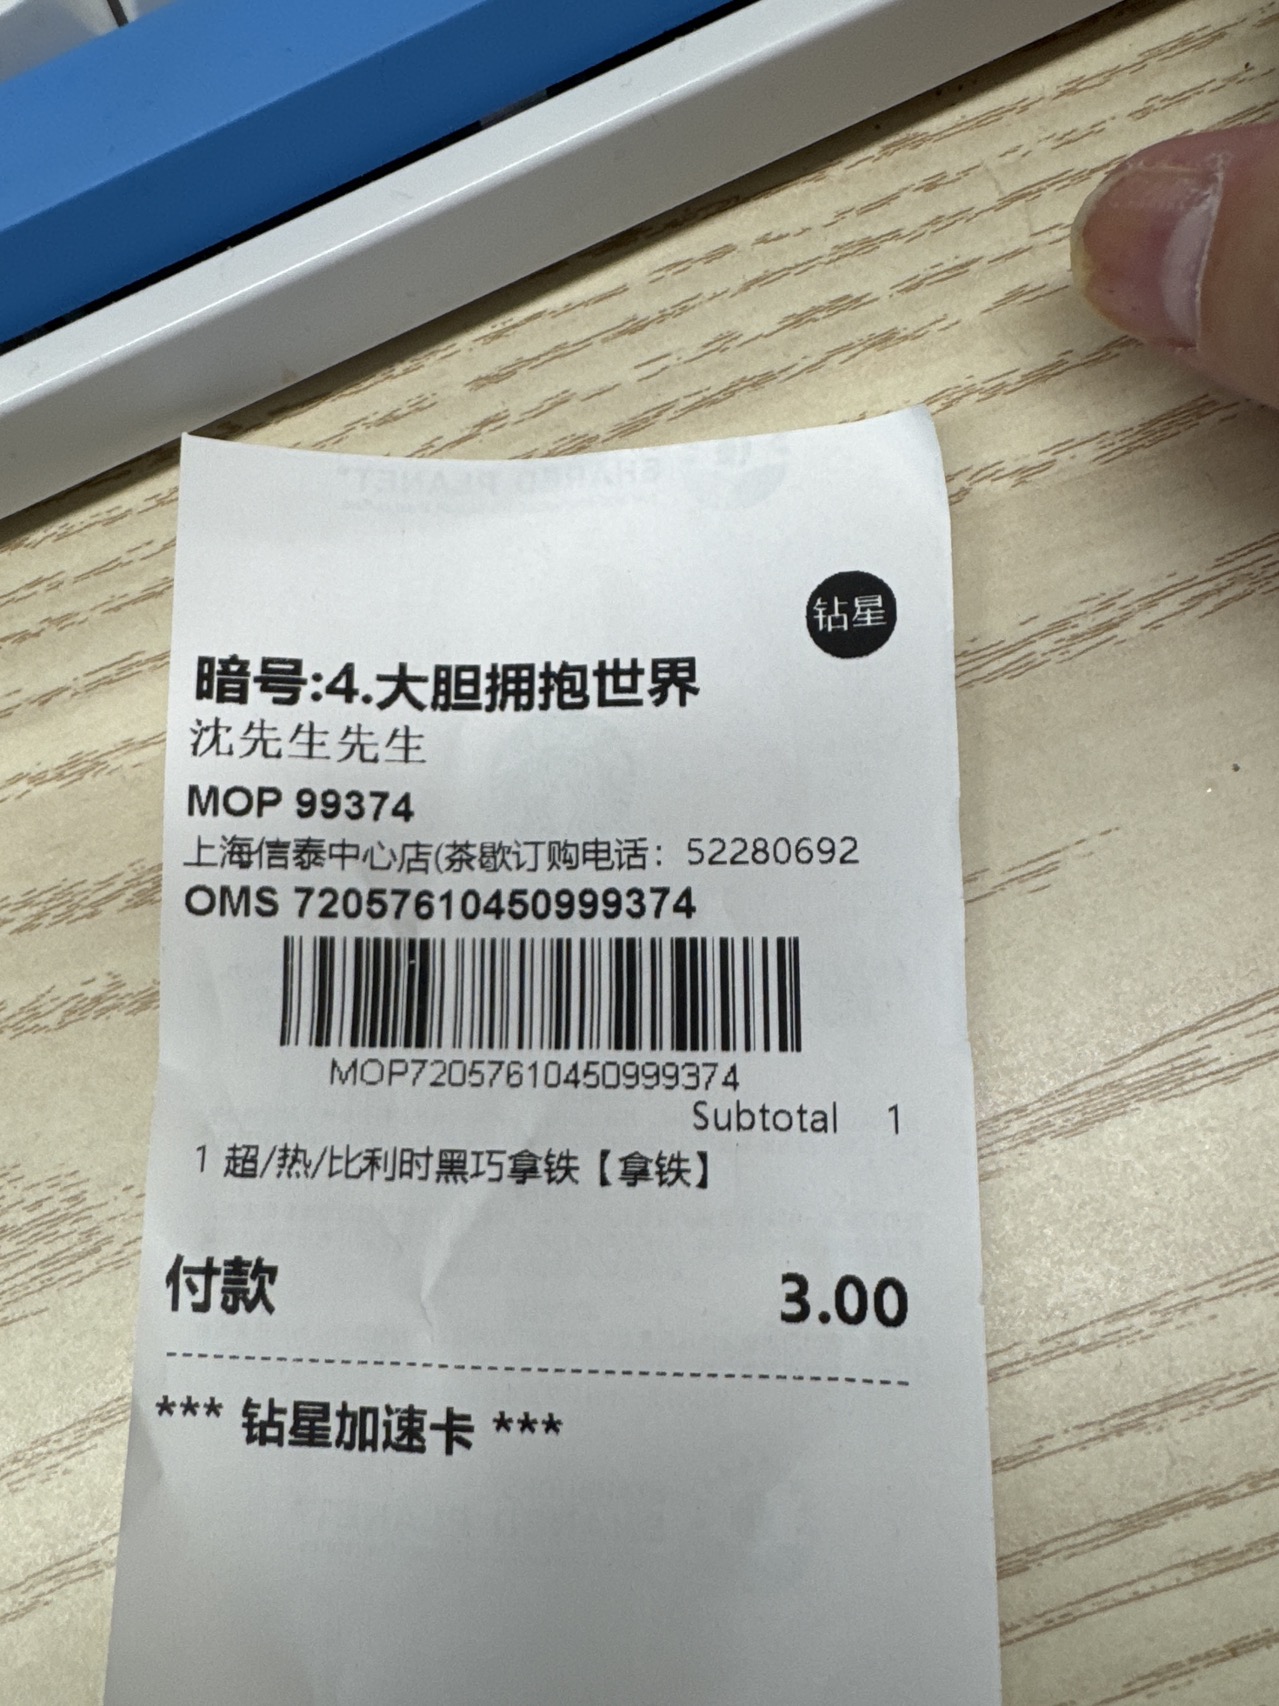 SHARED PLANET
钻星
暗号:4.大胆拥抱世界
沈先生先生
MOP 99374
上海信泰中心店(茶歇订购电话：52280692
OMS 72057610450999374
MOP72057610450999374
Subtotal 1
1 超/热/比利时黑巧拿铁【拿铁】
付款 3.00
*** 钻星加速卡 ***